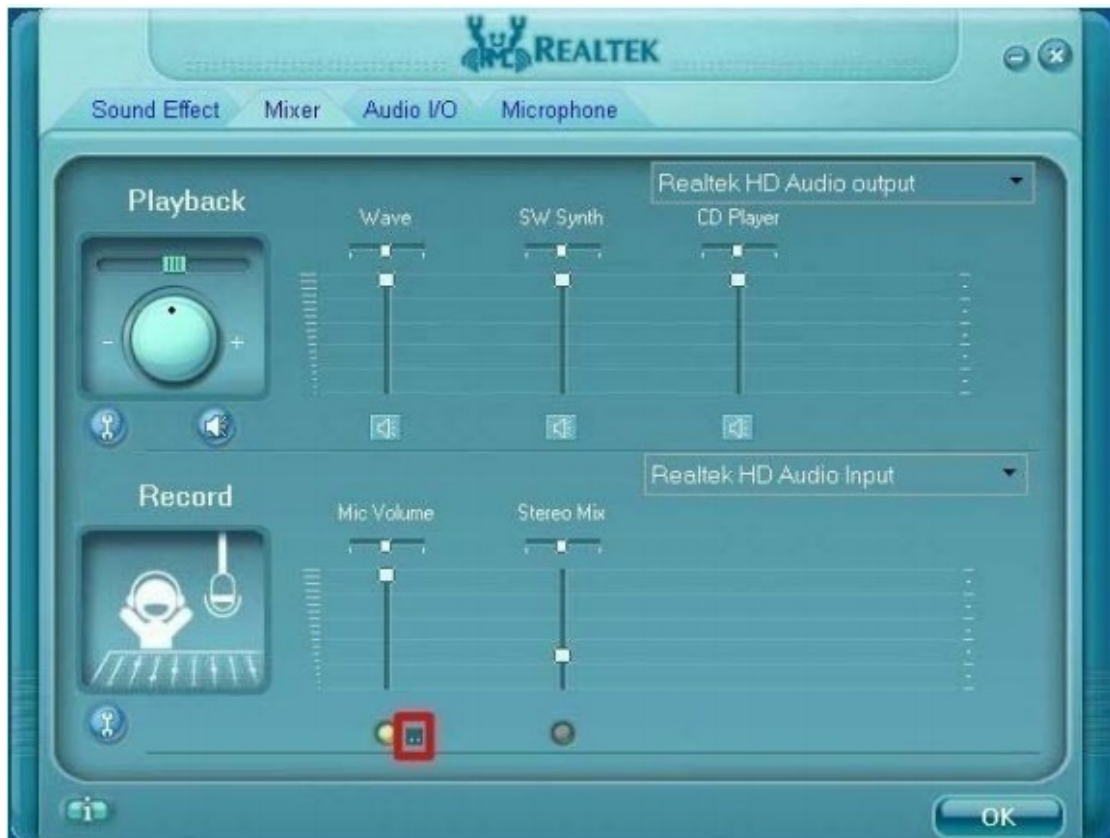 REALTEK
Sound Effect Mixer Audio I/O Microphone
Realtek HD Audio output
Playback
Wave SW Synth CD Player
- +
Realtek HD Audio Input
Record
Mic Volume Stereo Mix
i
OK